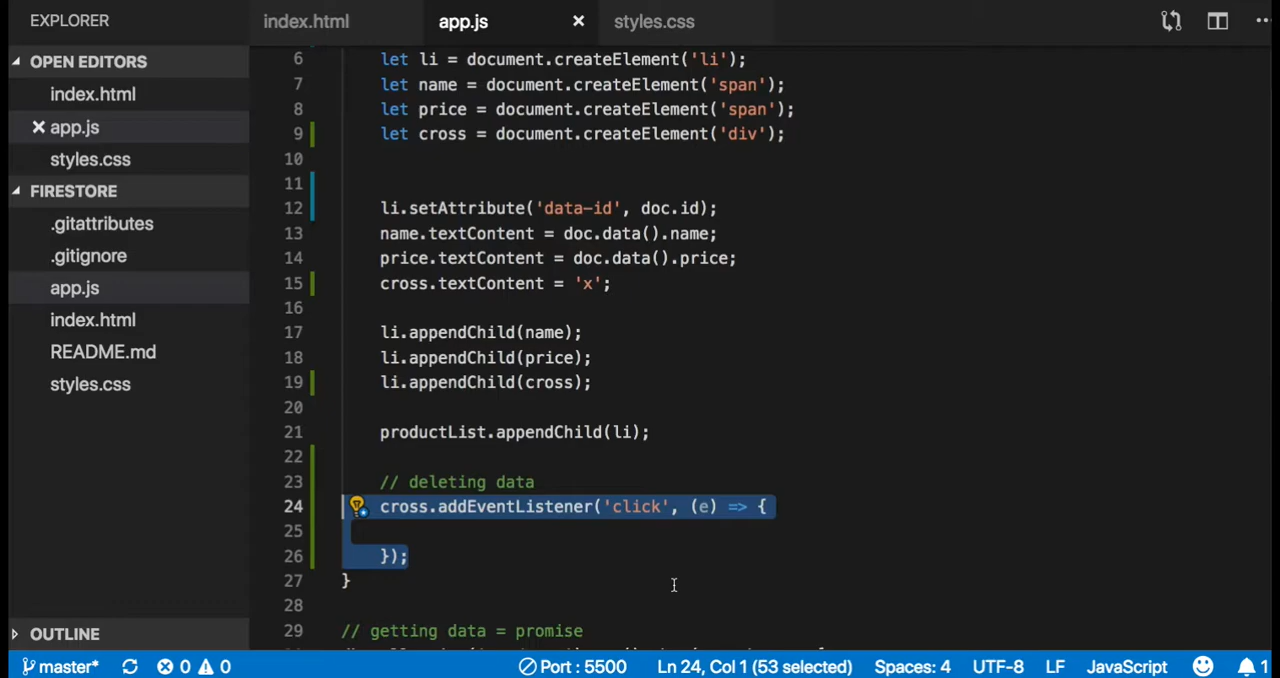 EXPLORER
index.html
app.js ×
styles.css
OPEN EDITORS
index.html
× app.js
styles.css
FIRESTORE
.gitattributes
.gitignore
app.js
index.html
README.md
styles.css
OUTLINE
6 let li = document.createElement('li');
7 let name = document.createElement('span');
8 let price = document.createElement('span');
9 let cross = document.createElement('div');
10
11
12 li.setAttribute('data-id', doc.id);
13 name.textContent = doc.data().name;
14 price.textContent = doc.data().price;
15 cross.textContent = 'x';
16
17 li.appendChild(name);
18 li.appendChild(price);
19 li.appendChild(cross);
20
21 productList.appendChild(li);
22
23 // deleting data
24 cross.addEventListener('click', (e) => {
25
26 });
27 }
28
29 // getting data = promise
master* 0 0 Port : 5500 Ln 24, Col 1 (53 selected) Spaces: 4 UTF-8 LF JavaScript 1